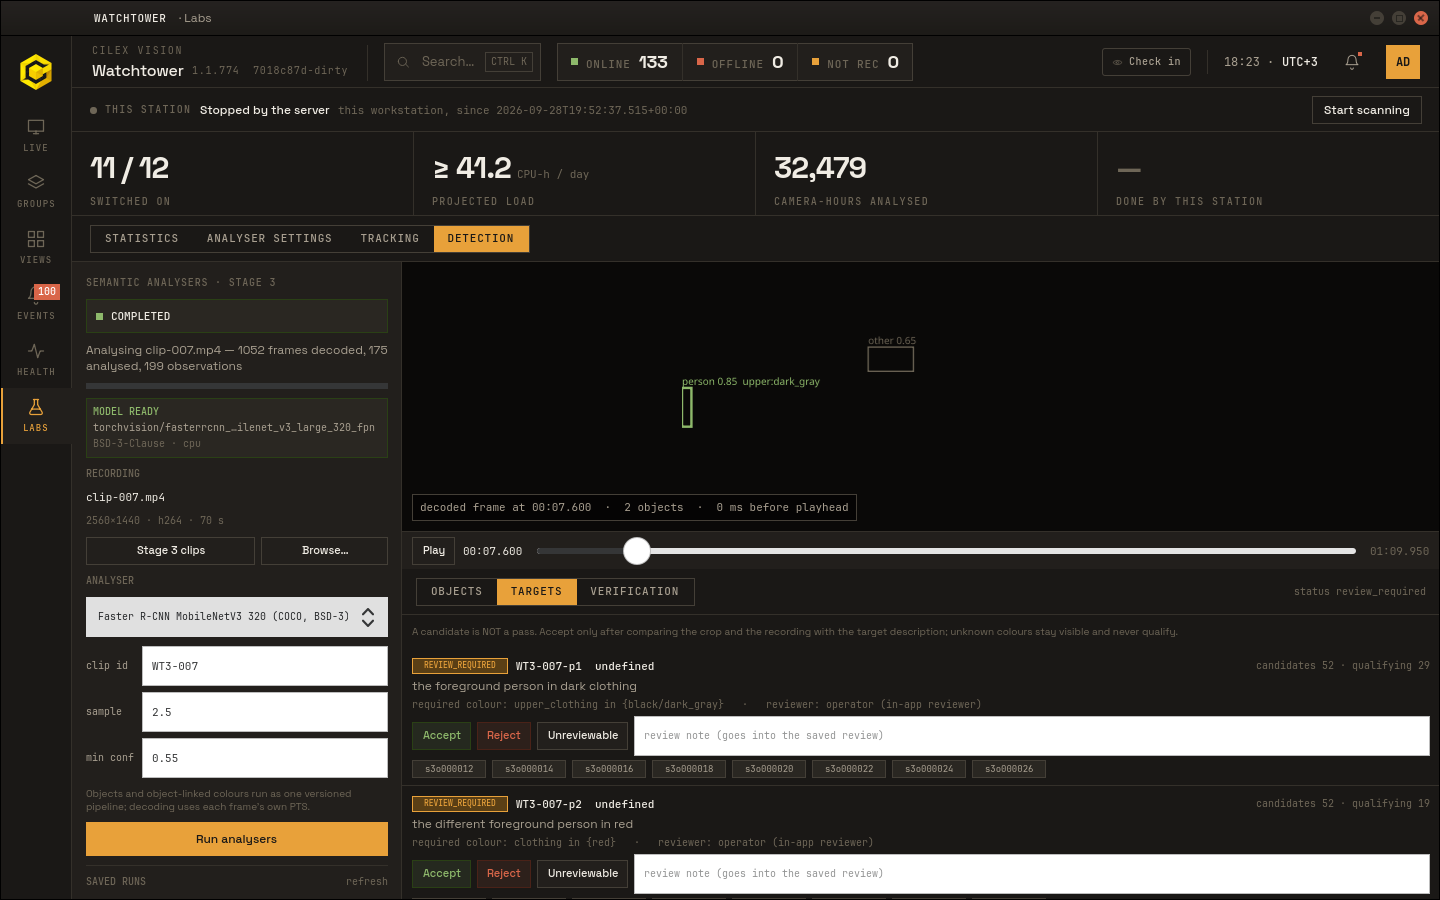 WATCHTOWER · Labs
CILEX VISION
Watchtower 1.1.774 7018c87d-dirty
Search... CTRL K
ONLINE 133
OFFLINE 0
NOT REC 0
Check in
18:23 · UTC+3
AD
LIVE
GROUPS
VIEWS
100
EVENTS
HEALTH
LABS
THIS STATION Stopped by the server this workstation, since 2026-09-28T19:52:37.515+00:00
Start scanning
11 / 12
SWITCHED ON
≥ 41.2 CPU-h / day
PROJECTED LOAD
32,479
CAMERA-HOURS ANALYSED
—
DONE BY THIS STATION
STATISTICS ANALYSER SETTINGS TRACKING DETECTION
SEMANTIC ANALYSERS · STAGE 3
COMPLETED
Analysing clip-007.mp4 — 1052 frames decoded, 175
analysed, 199 observations
MODEL READY
torchvision/fasterrcnn_…ilenet_v3_large_320_fpn
BSD-3-Clause · cpu
RECORDING
clip-007.mp4
2560×1440 · h264 · 70 s
Stage 3 clips Browse...
ANALYSER
Faster R-CNN MobileNetV3 320 (COCO, BSD-3)
clip id WT3-007
sample 2.5
min conf 0.55
Objects and object-linked colours run as one versioned
pipeline; decoding uses each frame's own PTS.
Run analysers
SAVED RUNS refresh
other 0.65
person 0.85 upper:dark_gray
decoded frame at 00:07.600 · 2 objects · 0 ms before playhead
Play 00:07.600 01:09.950
OBJECTS TARGETS VERIFICATION
status review_required
A candidate is NOT a pass. Accept only after comparing the crop and the recording with the target description; unknown colours stay visible and never qualify.
REVIEW_REQUIRED WT3-007-p1 undefined candidates 52 · qualifying 29
the foreground person in dark clothing
required colour: upper_clothing in {black/dark_gray} · reviewer: operator (in-app reviewer)
Accept Reject Unreviewable review note (goes into the saved review)
s3o000012 s3o000014 s3o000016 s3o000018 s3o000020 s3o000022 s3o000024 s3o000026
REVIEW_REQUIRED WT3-007-p2 undefined candidates 52 · qualifying 19
the different foreground person in red
required colour: clothing in {red} · reviewer: operator (in-app reviewer)
Accept Reject Unreviewable review note (goes into the saved review)